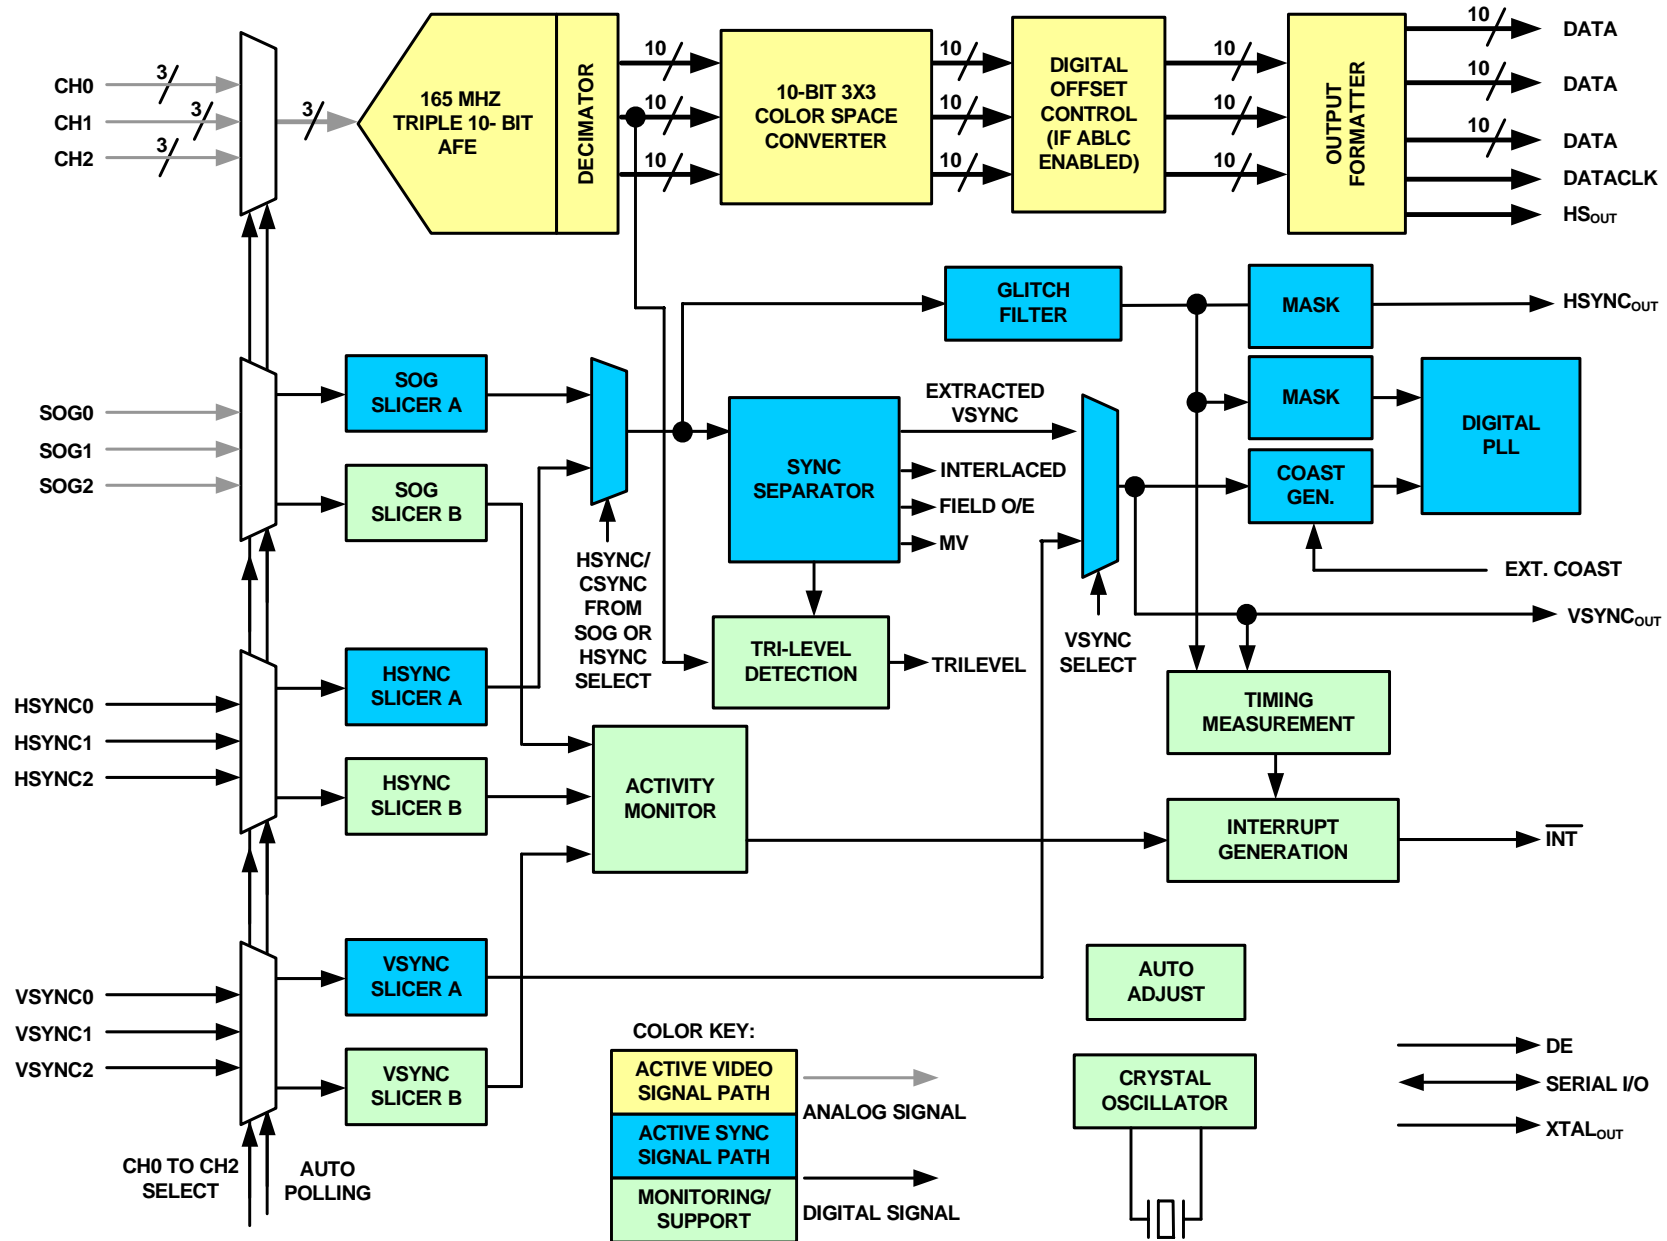 CH0
CH1
CH2
3
3
3
3
165 MHZ
TRIPLE 10- BIT
AFE
DECIMATOR
10
10
10
10-BIT 3X3
COLOR SPACE
CONVERTER
10
10
10
DIGITAL
OFFSET
CONTROL
(IF ABLC
ENABLED)
10
10
10
OUTPUT
FORMATTER
10
10
10
DATA
DATA
DATA
DATACLK
HSOUT
GLITCH
FILTER
MASK
HSYNCOUT
SOG0
SOG1
SOG2
SOG
SLICER A
SOG
SLICER B
HSYNC/
CSYNC
FROM
SOG OR
HSYNC
SELECT
SYNC
SEPARATOR
EXTRACTED
VSYNC
INTERLACED
FIELD O/E
MV
MASK
COAST
GEN.
DIGITAL
PLL
EXT. COAST
VSYNC
SELECT
VSYNCOUT
TRI-LEVEL
DETECTION
TRILEVEL
HSYNC0
HSYNC1
HSYNC2
HSYNC
SLICER A
HSYNC
SLICER B
ACTIVITY
MONITOR
TIMING
MEASUREMENT
INTERRUPT
GENERATION
INT
VSYNC0
VSYNC1
VSYNC2
VSYNC
SLICER A
VSYNC
SLICER B
CH0 TO CH2
SELECT
AUTO
POLLING
COLOR KEY:
ACTIVE VIDEO
SIGNAL PATH
ACTIVE SYNC
SIGNAL PATH
MONITORING/
SUPPORT
ANALOG SIGNAL
DIGITAL SIGNAL
AUTO
ADJUST
CRYSTAL
OSCILLATOR
DE
SERIAL I/O
XTALOUT